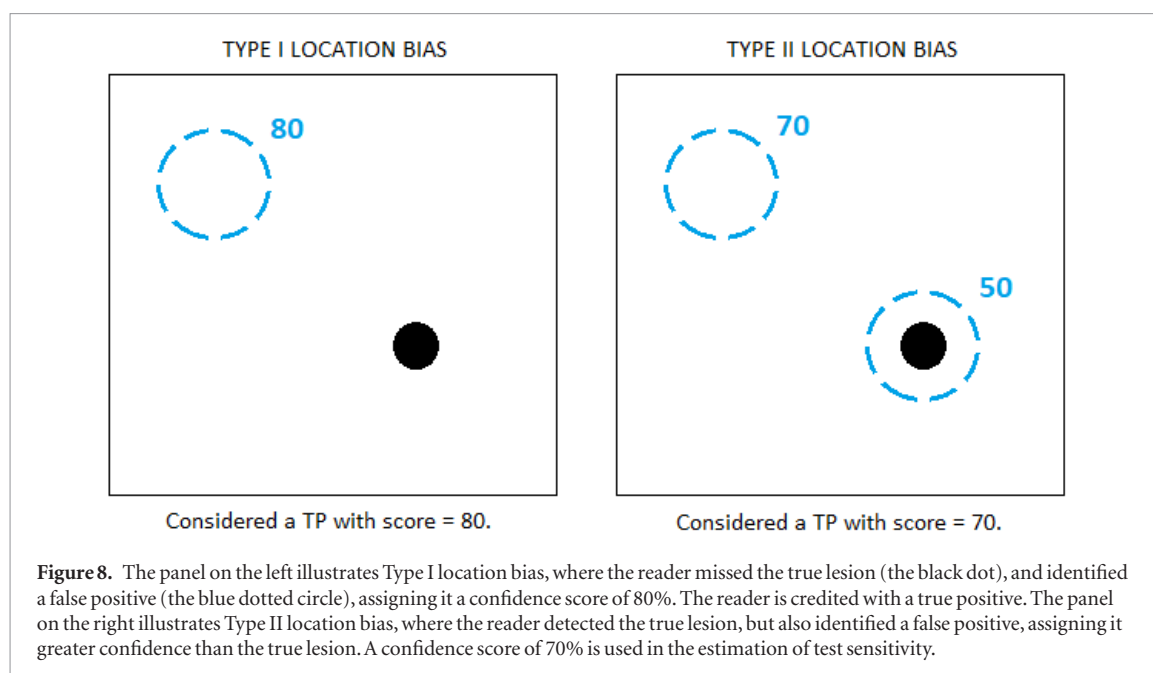 TYPE I LOCATION BIAS
TYPE II LOCATION BIAS
80
70
50
Considered a TP with score = 80.
Considered a TP with score = 70.
Figure 8. The panel on the left illustrates Type I location bias, where the reader missed the true lesion (the black dot), and identified
a false positive (the blue dotted circle), assigning it a confidence score of 80%. The reader is credited with a true positive. The panel
on the right illustrates Type II location bias, where the reader detected the true lesion, but also identified a false positive, assigning it
greater confidence than the true lesion. A confidence score of 70% is used in the estimation of test sensitivity.